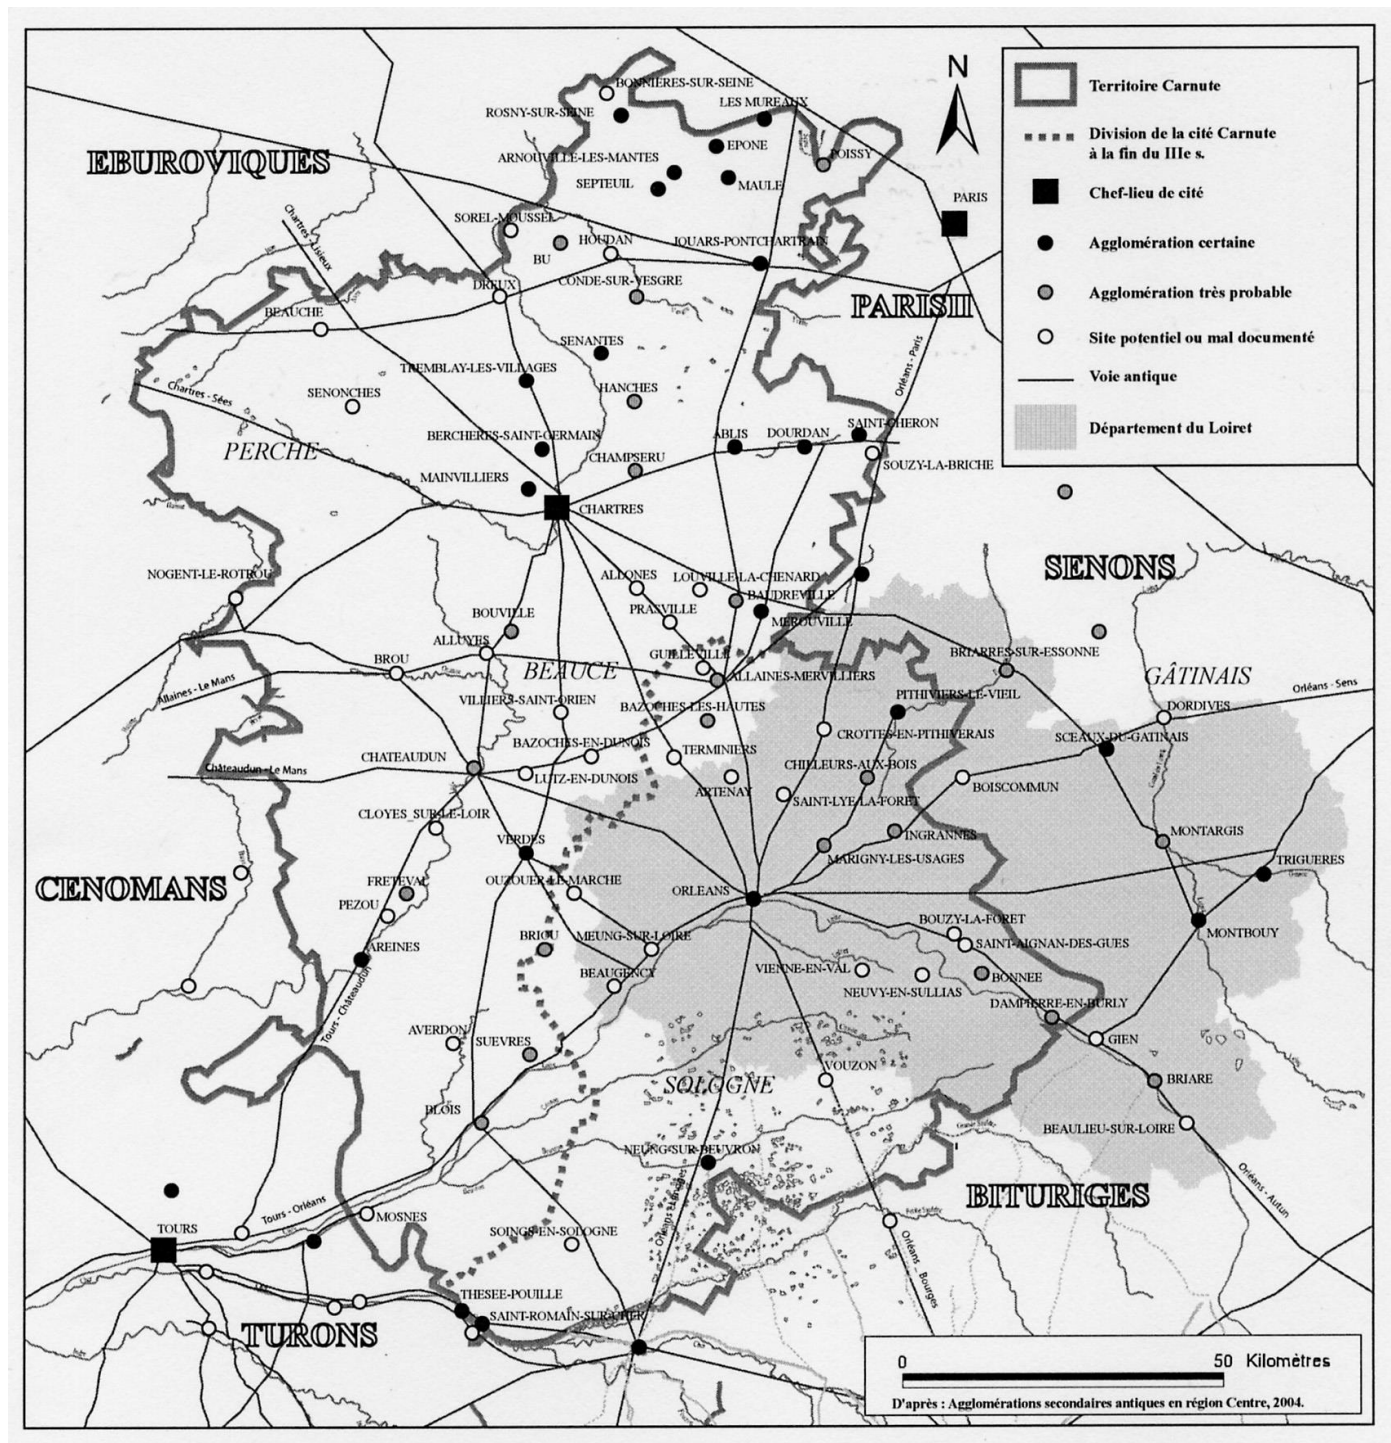 N
Territoire Carnute
Division de la cité Carnute
à la fin du IIIe s.
Chef-lieu de cité
Agglomération certaine
Agglomération très probable
Site potentiel ou mal documenté
Voie antique
Département du Loiret
BONNIERES-SUR-SEINE
ROSNY-SUR-SEINE
LES MUREAUX
EPONE
POISSY
ARNOUVILLE-LES-MANTES
SEPTEUIL
MAULE
EBUROVIQUES
PARIS
Chartres - Lisieux
SOREL-MOUSSEL
BU
HOUDAN
JOUARS-PONTCHARTRAIN
DREUX
CONDE-SUR-VESGRE
PARISII
BEAUCHE
SENANTES
Orléans - Paris
TREMBLAY-LES-VILLAGES
Chartres - Sées
SENONCHES
HANCHES
PERCHE
BERCHERES-SAINT-GERMAIN
ABLIS
DOURDAN
SAINT-CHERON
CHAMPSERU
SOUZY-LA-BRICHE
MAINVILLIERS
CHARTRES
NOGENT-LE-ROTROU
ALLONES
LOUVILLE-LA-CHENARD
SENONS
BAUDREVILLE
BOUVILLE
PRASVILLE
MEROUVILLE
ALLUYES
BROU
BEAUCE
GUILLEVILLE
BRIARRES-SUR-ESSONNE
ALLAINES-MERVILLIERS
GÂTINAIS
Allaines - Le Mans
Orléans - Sens
VILLIERS-SAINT-ORIEN
BAZOCHES-LES-HAUTES
PITHIVIERS-LE-VIEIL
DORDIVES
CROTTES-EN-PITHIVERAIS
SCEAUX-DU-GATINAIS
BAZOCHES-EN-DUNOIS
TERMINIERS
CHATEAUDUN
Châteaudun - Le Mans
LUTZ-EN-DUNOIS
CHILLEURS-AUX-BOIS
ARTENAY
BOISCOMMUN
SAINT-LYE-LA-FORET
CLOYES_SUR-LE-LOIR
VERDES
INGRANNES
MONTARGIS
MARIGNY-LES-USAGES
TRIGUERES
CENOMANS
FRETEVAL
OUZOUER-LE-MARCHE
ORLEANS
PEZOU
BOUZY-LA-FORET
MONTBOUY
BRIOU
MEUNG-SUR-LOIRE
SAINT-AIGNAN-DES-GUES
AREINES
BEAUGENCY
VIENNE-EN-VAL
BONNEE
NEUVY-EN-SULLIAS
DAMPIERRE-EN-BURLY
Tours - Châteaudun
AVERDON
SUEVRES
GIEN
SOLOGNE
VOUZON
BRIARE
BLOIS
BEAULIEU-SUR-LOIRE
NEUNG-SUR-BEUVRON
BITURIGES
Orléans - Autun
Tours - Orléans
MOSNES
TOURS
SOINGS-EN-SOLOGNE
Orléans - Bourges
THESEE-POUILLE
SAINT-ROMAIN-SUR-CHER
TURONS
0 50 Kilomètres
D'après : Agglomérations secondaires antiques en région Centre, 2004.